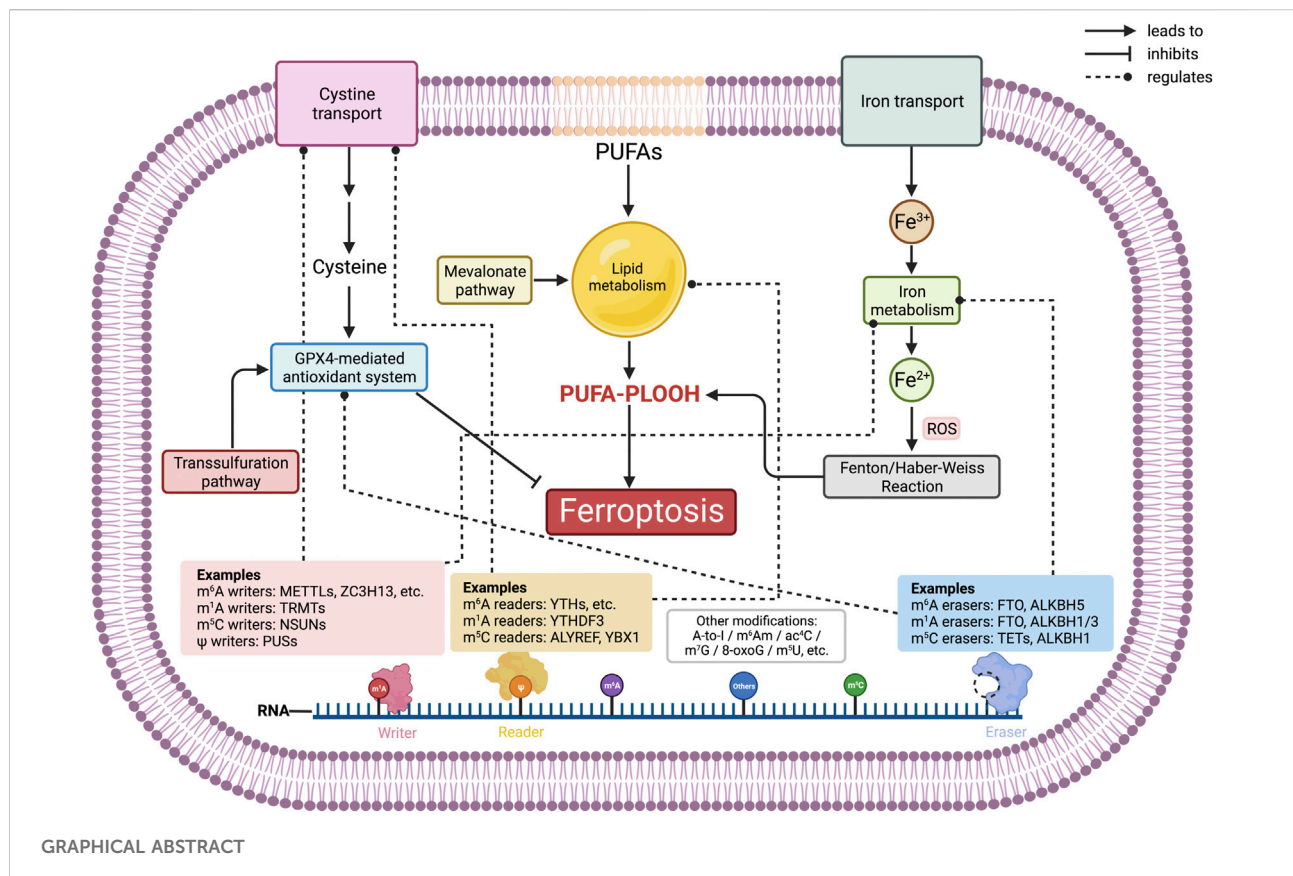 leads to
inhibits
regulates
Cystine
transport
Iron transport
PUFAs
Fe³⁺
Cysteine
Mevalonate
pathway
Lipid
metabolism
Iron
metabolism
GPX4-mediated
antioxidant system
Fe²⁺
PUFA-PLOOH
ROS
Transsulfuration
pathway
Fenton/Haber-Weiss
Reaction
Ferroptosis
Examples
m⁶A writers: METTLs, ZC3H13, etc.
m¹A writers: TRMTs
m⁵C writers: NSUNs
ψ writers: PUSs
Examples
m⁶A readers: YTHs, etc.
m¹A readers: YTHDF3
m⁵C readers: ALYREF, YBX1
Other modifications:
A-to-I / m⁶Am / ac⁴C /
m⁷G / 8-oxoG / m⁵U, etc.
Examples
m⁶A erasers: FTO, ALKBH5
m¹A erasers: FTO, ALKBH1/3
m⁵C erasers: TETs, ALKBH1
m¹A
ψ
m⁶A
Others
m⁵C
RNA
Writer
Reader
Eraser
GRAPHICAL ABSTRACT